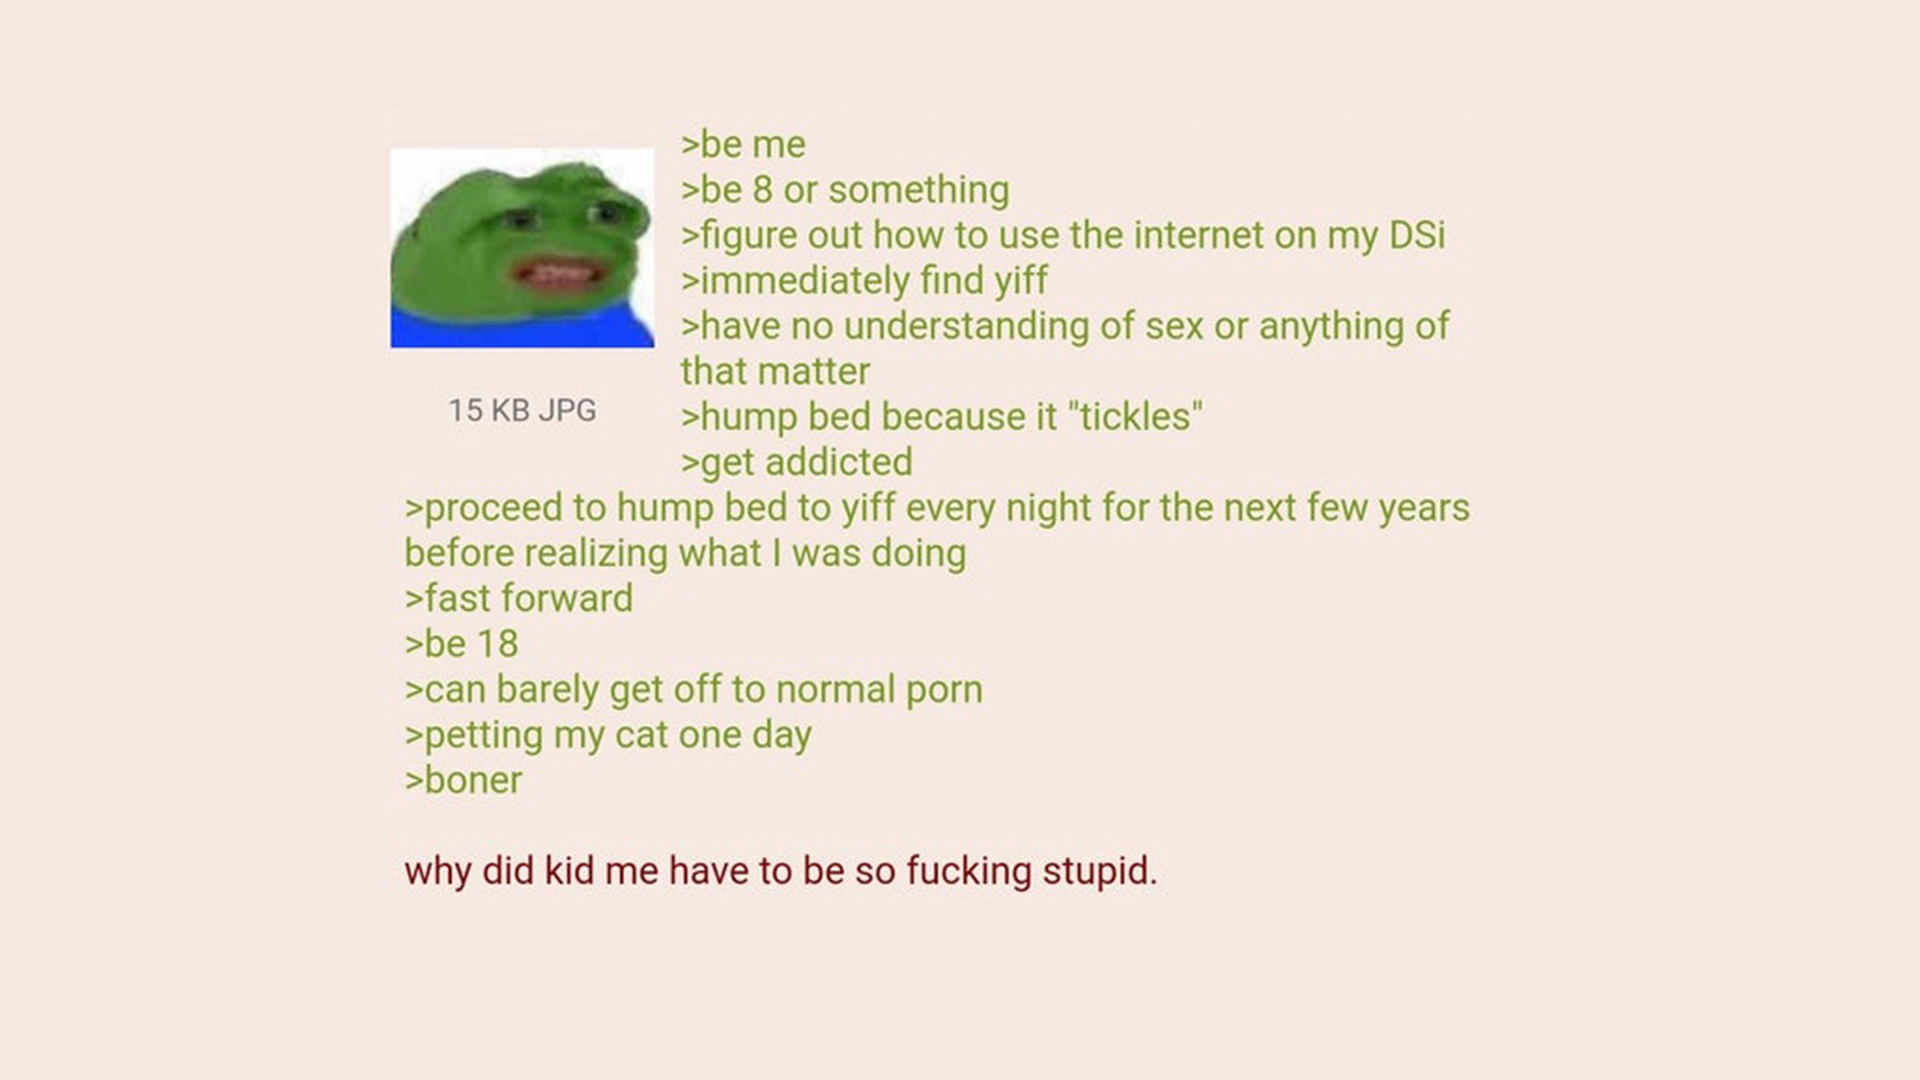 >be me
>be 8 or something
>figure out how to use the internet on my DSi
>immediately find yiff
>have no understanding of sex or anything of
that matter
15 KB JPG
>hump bed because it "tickles"
>get addicted
>proceed to hump bed to yiff every night for the next few years
before realizing what I was doing
>fast forward
>be 18
>can barely get off to normal porn
>petting my cat one day
>boner
why did kid me have to be so fucking stupid.